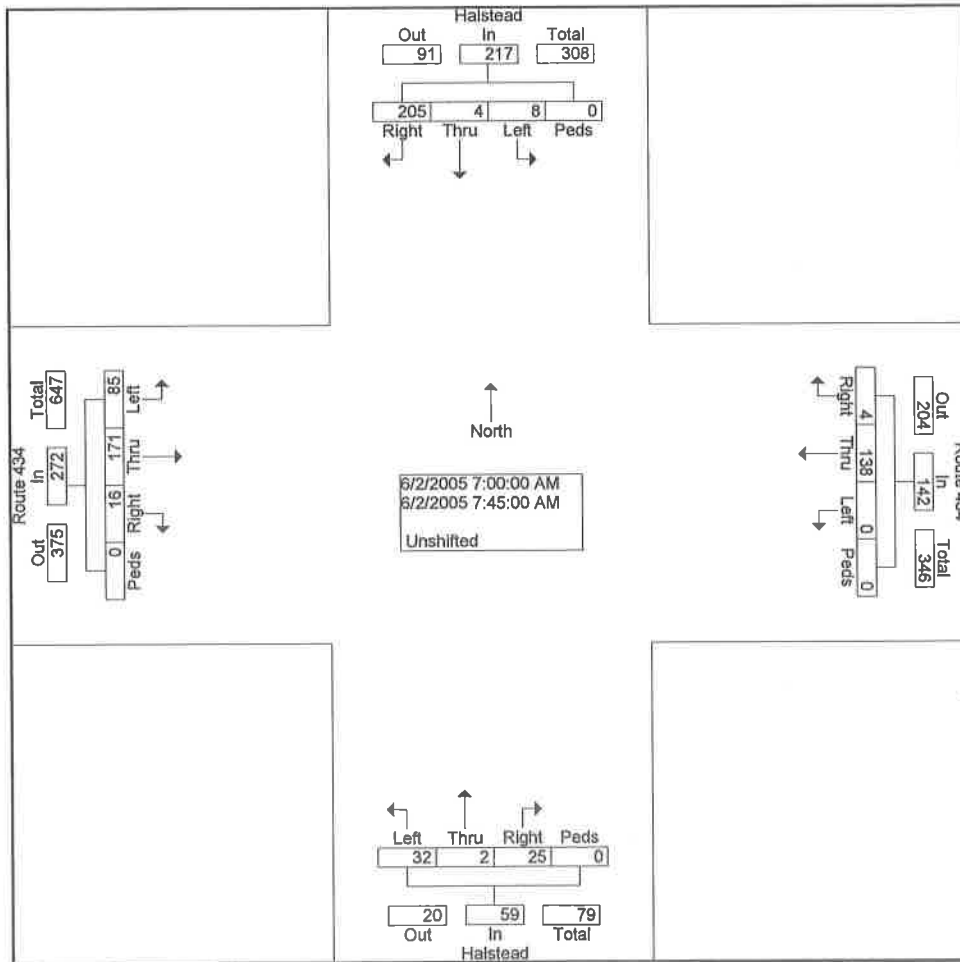 Halstead
Out In Total
91 217 308
205 4 8 0
Right Thru Left Peds
Route 434
Total 647
In 272
Out 375
85 171 16 0
Left Thru Right Peds
North
6/2/2005 7:00:00 AM
6/2/2005 7:45:00 AM
Unshifted
Right Thru Left Peds
4 138 0 0
Out 204
In 142
Total 346
Left Thru Right Peds
32 2 25 0
20 59 79
Out In Total
Halstead